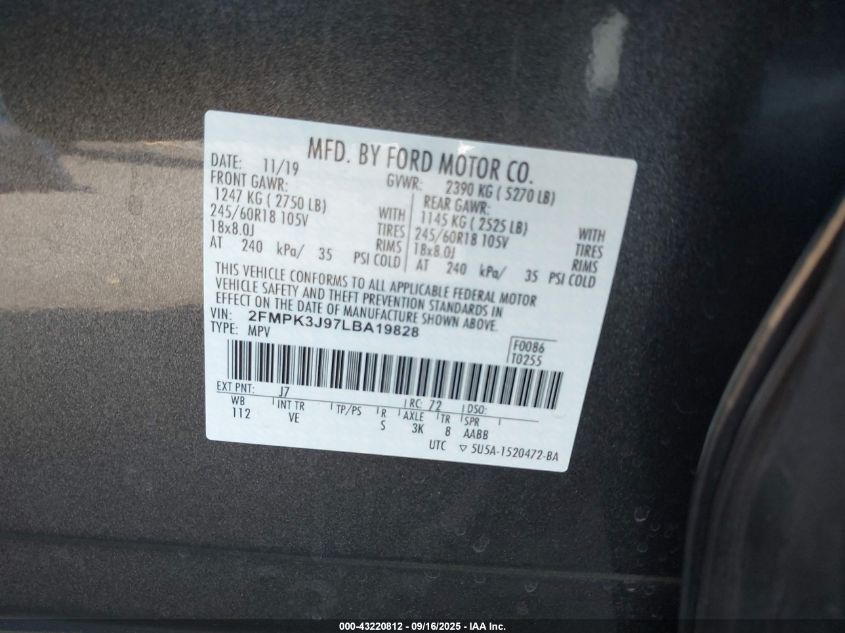 MFD. BY FORD MOTOR CO.
DATE: 11/19 GVWR: 2390 KG ( 5270 LB)
FRONT GAWR: REAR GAWR:
1247 KG ( 2750 LB) 1145 KG ( 2525 LB)
245/60R18 105V WITH TIRES 245/60R18 105V WITH TIRES
18x8.0J RIMS 18x8.0J RIMS
AT 240 kPa/ 35 PSI COLD AT 240 kPa/ 35 PSI COLD
THIS VEHICLE CONFORMS TO ALL APPLICABLE FEDERAL MOTOR
VEHICLE SAFETY AND THEFT PREVENTION STANDARDS IN
EFFECT ON THE DATE OF MANUFACTURE SHOWN ABOVE.
VIN: 2FMPK3J97LBA19828
TYPE: MPV
F0086
T0255
EXT PNT: J7 RC: 72 DSO:
WB INT TR TP/PS R AXLE TR SPR
112 VE S 3K 8 AABB
UTC ▽ 5U5A-1520472-BA
000-43220812 - 09/16/2025 - IAA Inc.